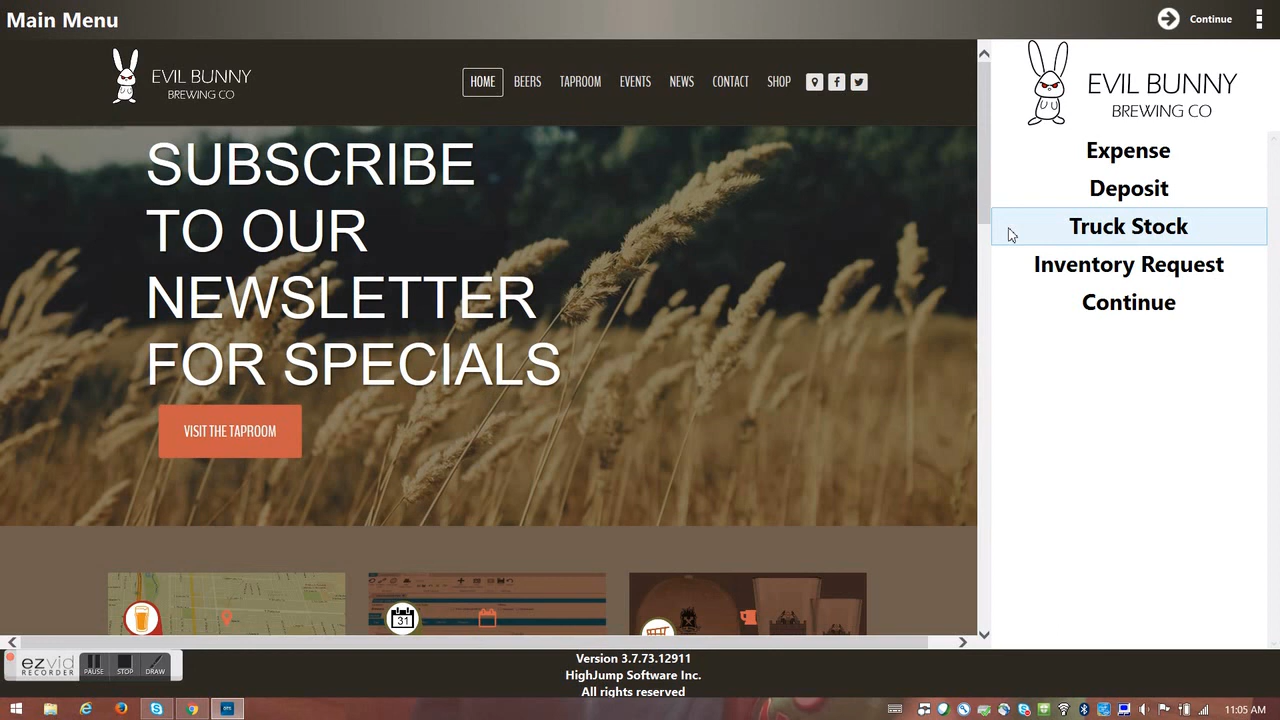 Main Menu
Continue
EVIL BUNNY
BREWING CO
HOME
BEERS
TAPROOM
EVENTS
NEWS
CONTACT
SHOP
SUBSCRIBE
TO OUR
NEWSLETTER
FOR SPECIALS
VISIT THE TAPROOM
31
EVIL BUNNY
BREWING CO
Expense
Deposit
Truck Stock
Inventory Request
Continue
ezvid
RECORDER
PAUSE
STOP
DRAW
Version 3.7.73.12911
HighJump Software Inc.
All rights reserved
11:05 AM